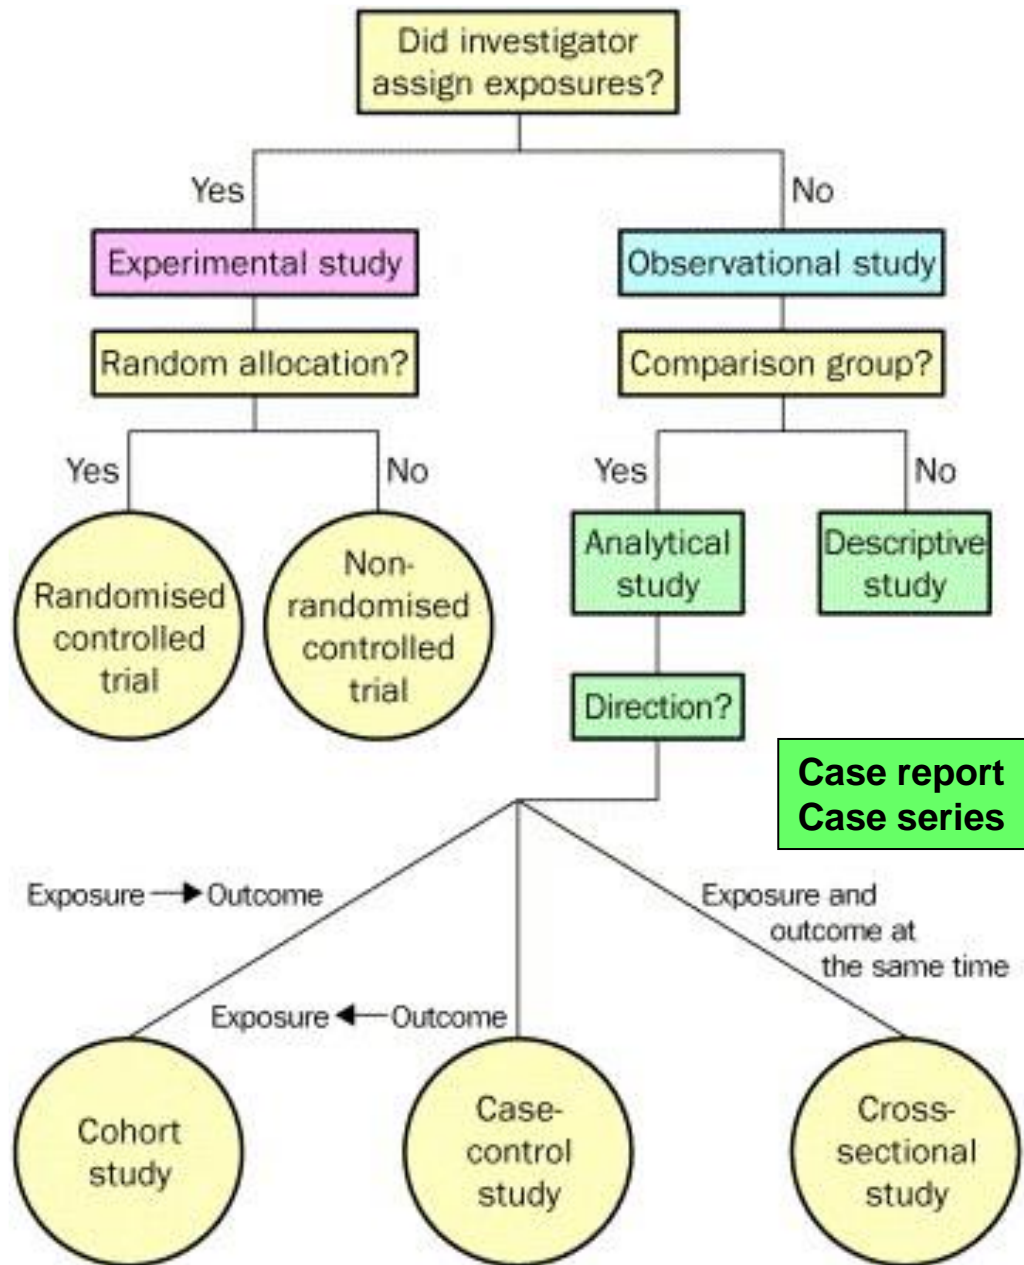 Did investigator
assign exposures?
Yes
No
Experimental study
Observational study
Random allocation?
Comparison group?
Yes
No
Yes
No
Randomised
controlled
trial
Non-
randomised
controlled
trial
Analytical
study
Descriptive
study
Direction?
Case report
Case series
Exposure → Outcome
Exposure and
outcome at
the same time
Exposure ← Outcome
Cohort
study
Case-
control
study
Cross-
sectional
study